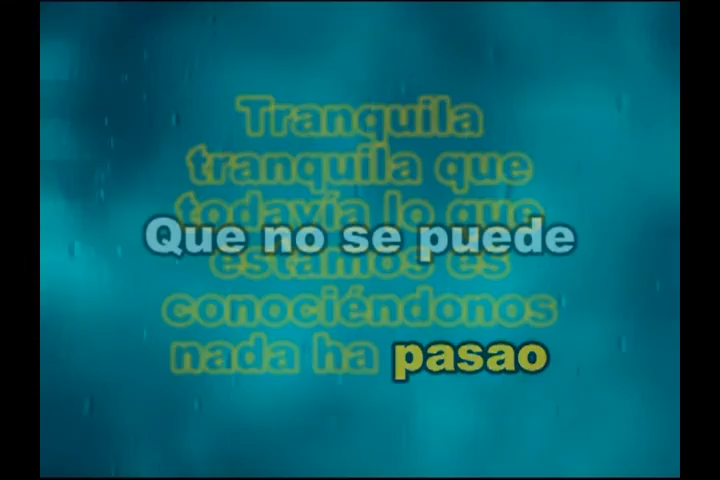 Tranquila
tranquila que
todavía lo que
Que no se puede
estamos es
conociéndonos
nada ha pasao